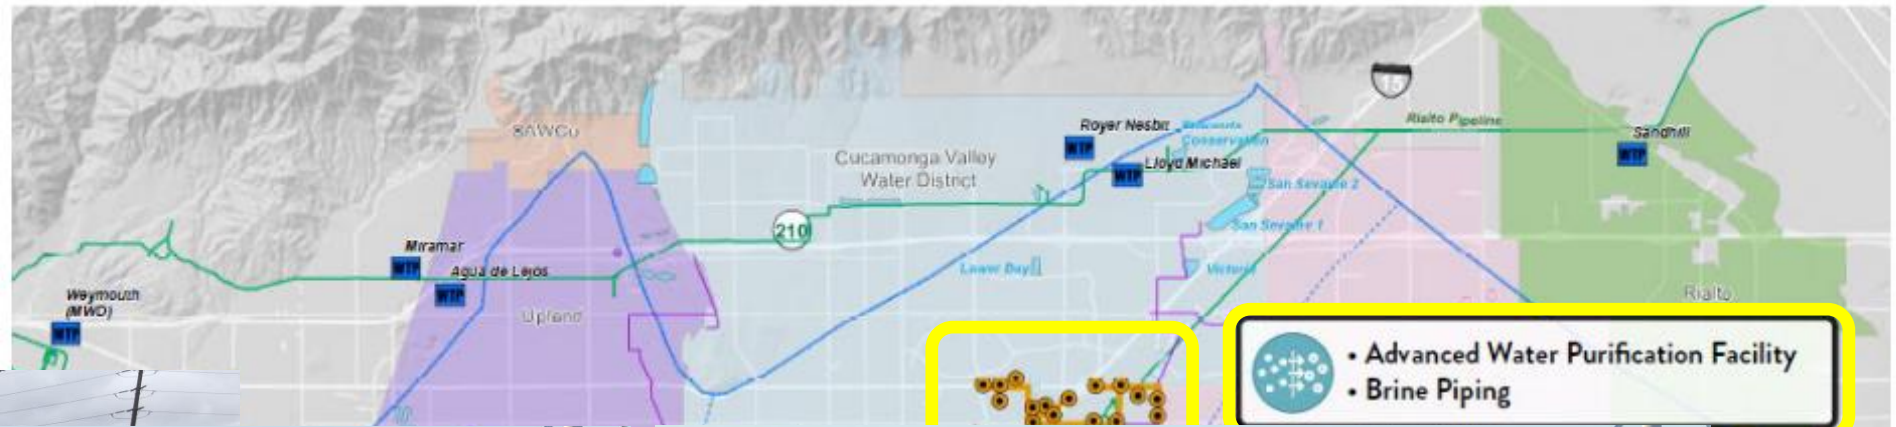 SAWCo
Cucamonga Valley
Water District
Royer Nesbit
WTP
Conservation
Lloyd Michael
WTP
San Sevaine 2
San Sevaine 1
15
Rialto Pipeline
Sandhill
WTP
210
Miramar
WTP
Agua de Lejos
WTP
Lower Day
Victoria
Weymouth
(MWD)
WTP
Upland
Rialto
• Advanced Water Purification Facility
• Brine Piping